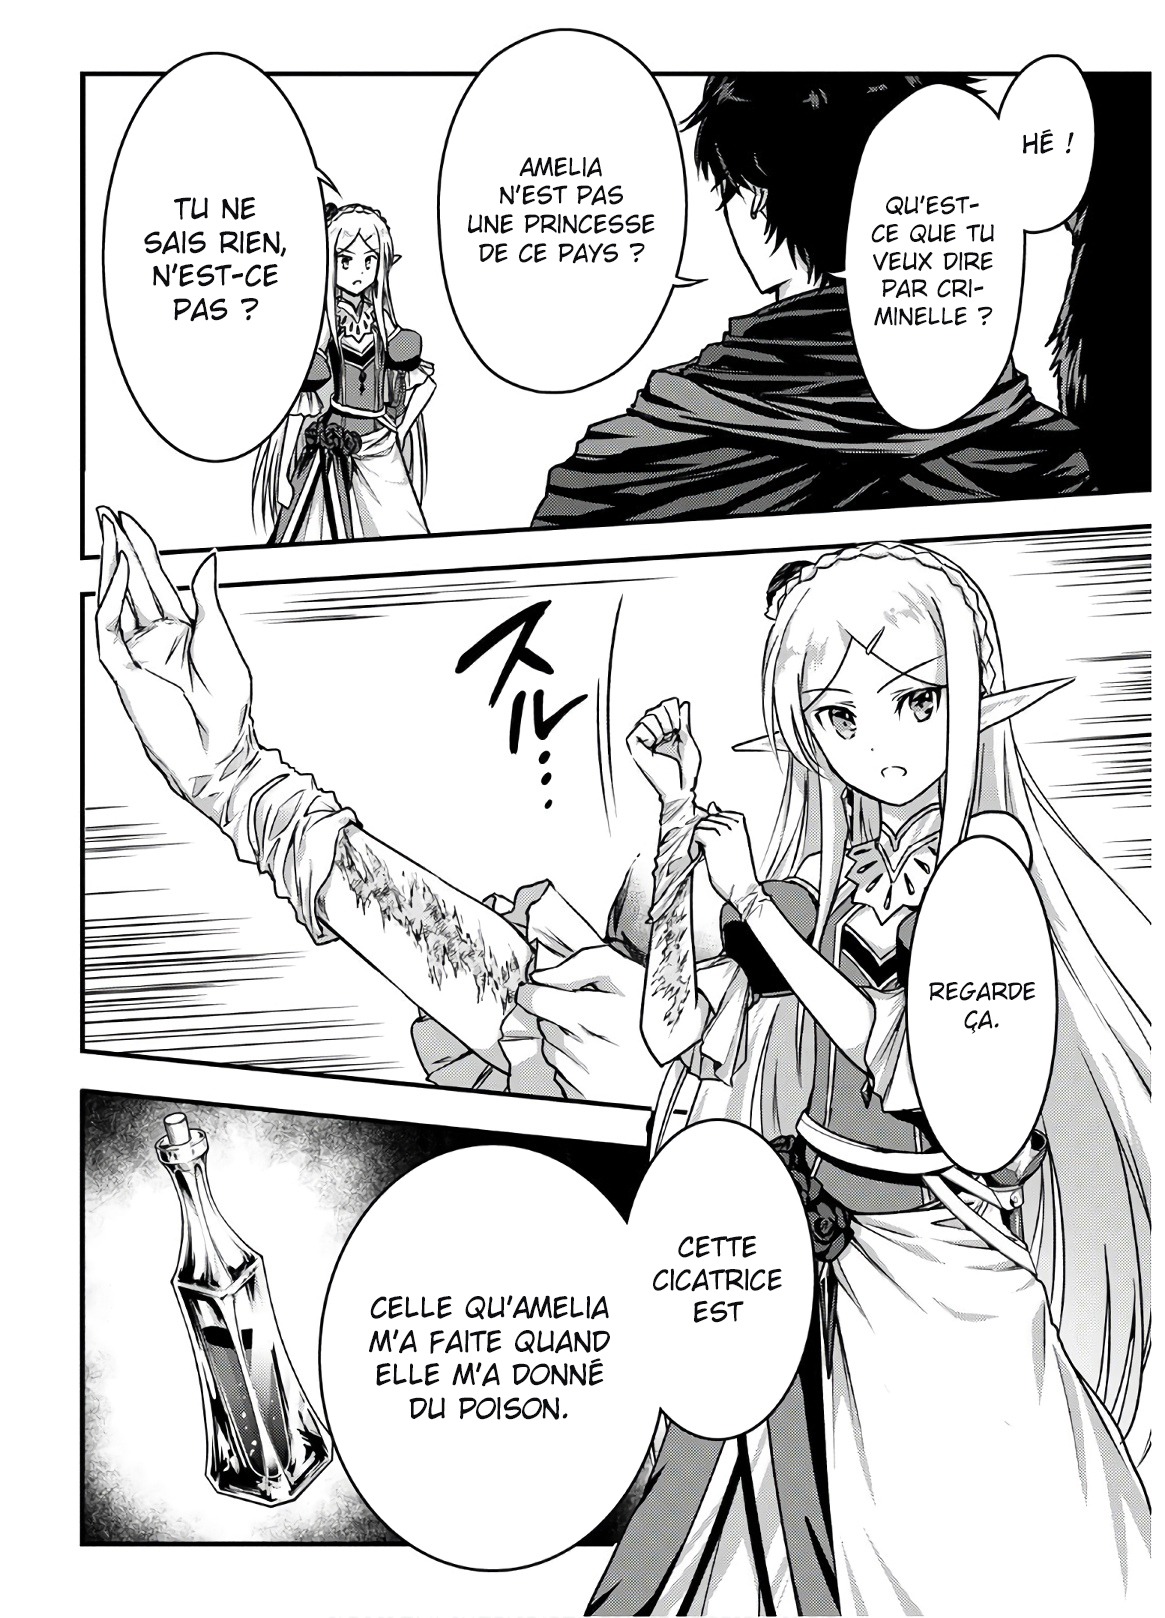 HÉ !
QU'EST-
CE QUE TU
VEUX DIRE
PAR CRI-
MINELLE ?
AMELIA
N'EST PAS
UNE PRINCESSE
DE CE PAYS ?
TU NE
SAIS RIEN,
N'EST-CE
PAS ?
スル...
REGARDE
ÇA.
CETTE
CICATRICE
EST
CELLE QU'AMELIA
M'A FAITE QUAND
ELLE M'A DONNÉ
DU POISON.